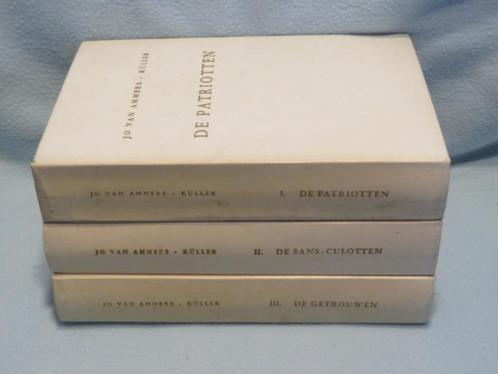 JO VAN AMMERS - KÜLLER
DE PATRIOTTEN
JO VAN AMMERS - KÜLLER I. DE PATRIOTTEN
JO VAN AMMERS - KÜLLER II. DE SANS-CULOTTEN
JO VAN AMMERS - KÜLLER III. DE GETROUWEN